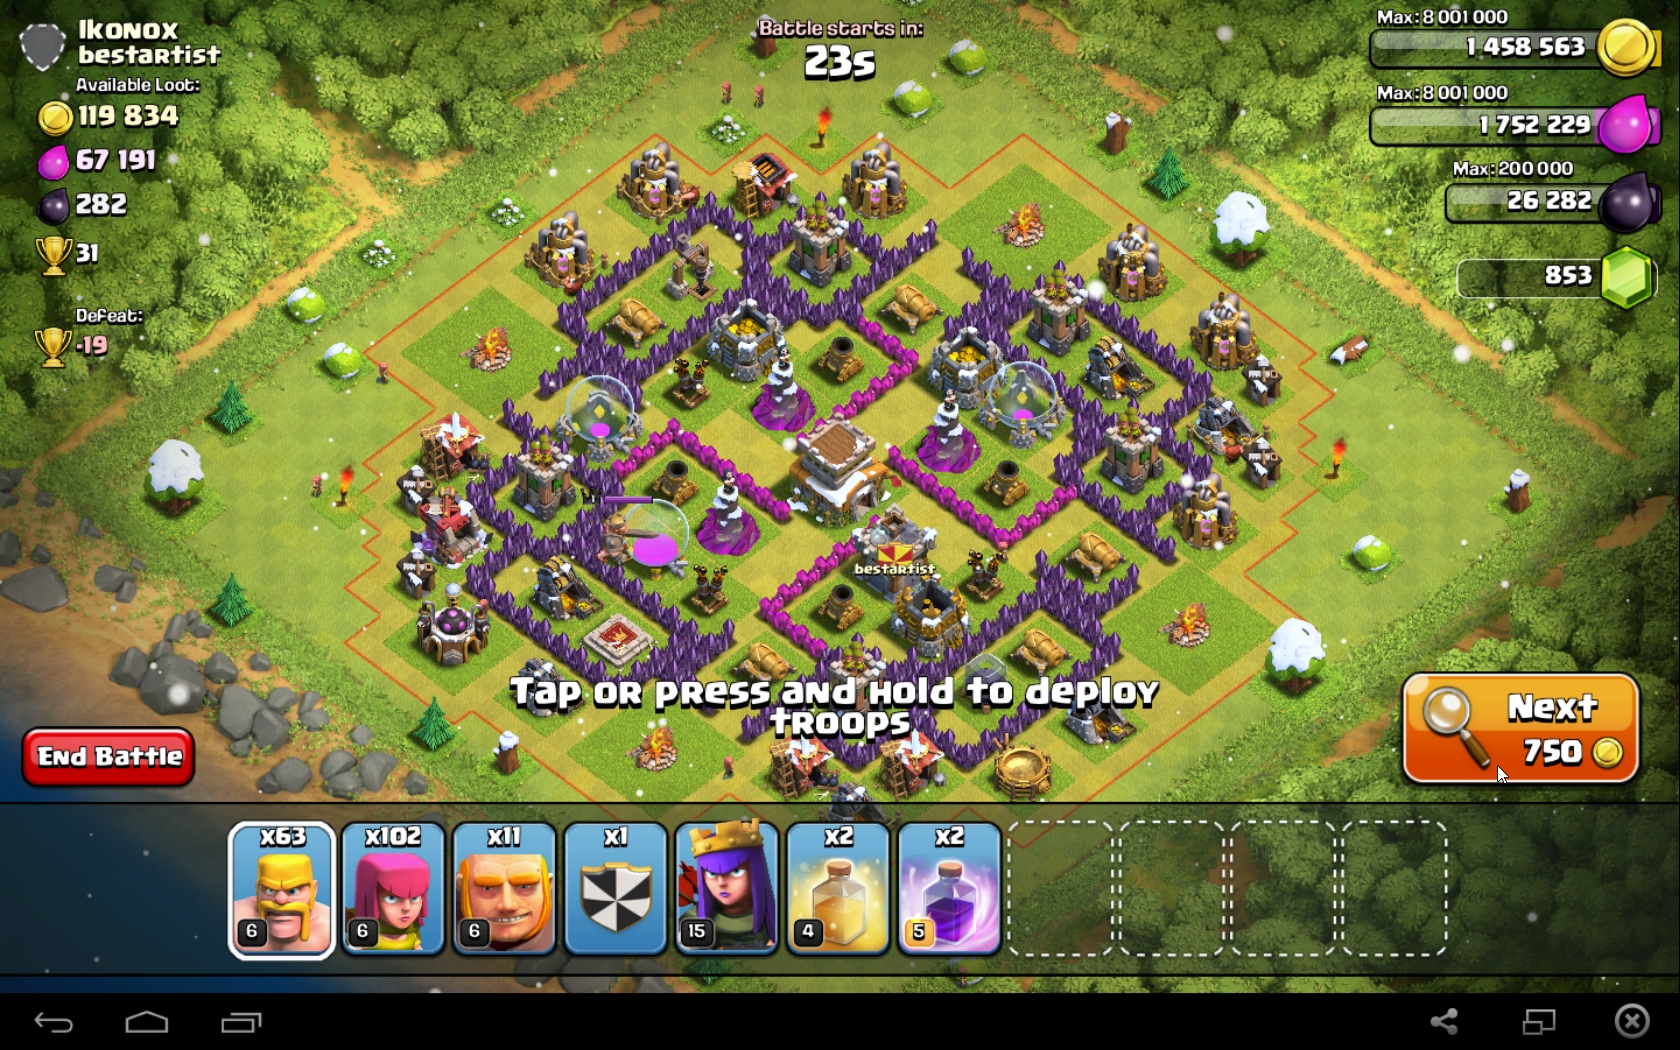 Ikonox
bestartist
Available Loot:
119 834
67 191
282
31
Defeat:
-19
Battle starts in:
23s
Max: 8 001 000
1 458 563
Max: 8 001 000
1 752 229
Max: 200 000
26 282
853
bestartist
Tap or press and hold to deploy
troops
End Battle
Next
750
x63
x102
x11
x1
x2
x2
6
6
6
15
4
5